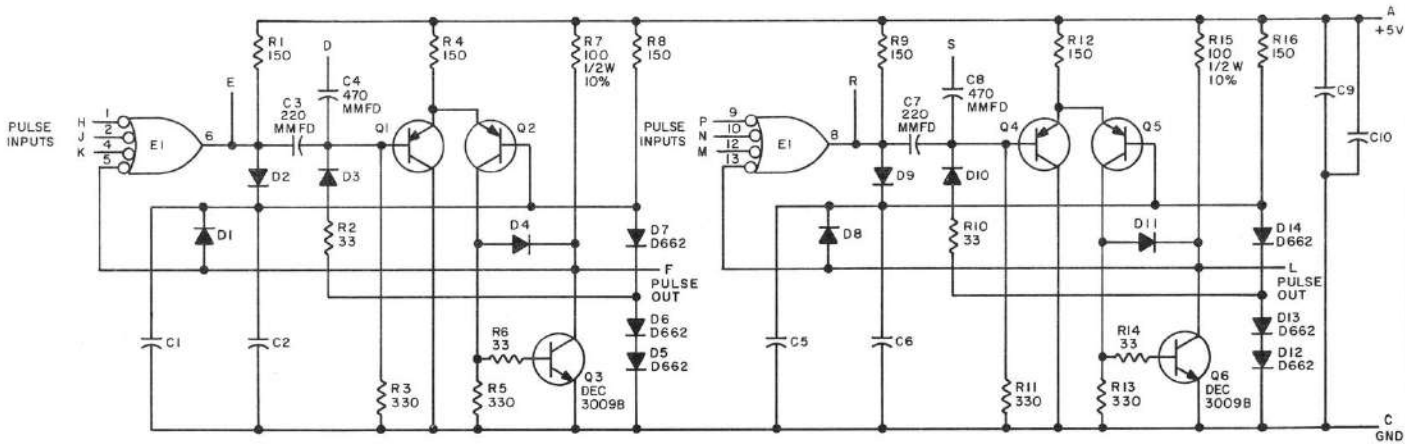 A
+5V
R1
150
D
C4
470
MMFD
R4
150
R7
100
1/2W
10%
R8
150
R9
150
S
C8
470
MMFD
R12
150
R15
100
1/2 W
10%
R16
150
E
C3
220
MMFD
Q1
Q2
R
C7
220
MMFD
Q4
Q5
C9
C10
PULSE
INPUTS
H 1
J 2
K 4
5
E1
6
PULSE
INPUTS
P 9
N 10
M 12
13
E1
8
D2
D3
D9
D10
D1
R2
33
D4
D7
D662
D8
R10
33
D11
D14
D662
F
PULSE
OUT
L
PULSE
OUT
D6
D662
D5
D662
D13
D662
D12
D662
C1
C2
R6
33
C5
C6
R14
33
R3
330
R5
330
Q3
DEC
3009B
R11
330
R13
330
Q6
DEC
3009B
C
GND